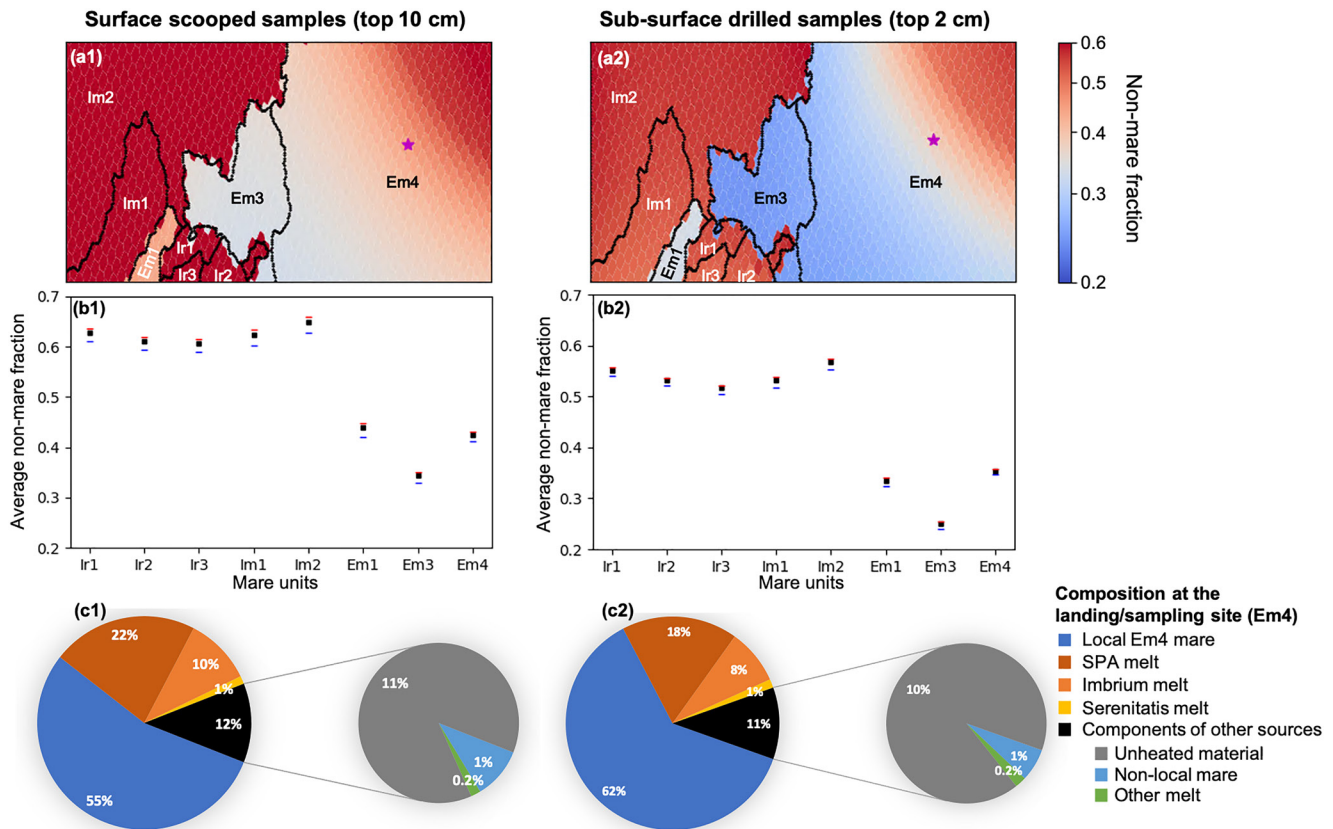 Surface scooped samples (top 10 cm)
Sub-surface drilled samples (top 2 cm)
(a1)
Im2
Im1
Em1
Ir1
Ir3
Ir2
Em3
Em4
(a2)
Im2
Im1
Em1
Ir1
Ir3
Ir2
Em3
Em4
0.6
0.5
0.4
0.3
0.2
Non-mare fraction
(b1)
Average non-mare fraction
0.7
0.6
0.5
0.4
0.3
0.2
Ir1 Ir2 Ir3 Im1 Im2 Em1 Em3 Em4
Mare units
(b2)
Average non-mare fraction
0.7
0.6
0.5
0.4
0.3
0.2
Ir1 Ir2 Ir3 Im1 Im2 Em1 Em3 Em4
Mare units
(c1)
22%
10%
1%
12%
55%
11%
1%
0.2%
(c2)
18%
8%
1%
11%
62%
10%
1%
0.2%
Composition at the
landing/sampling site (Em4)
Local Em4 mare
SPA melt
Imbrium melt
Serenitatis melt
Components of other sources
Unheated material
Non-local mare
Other melt